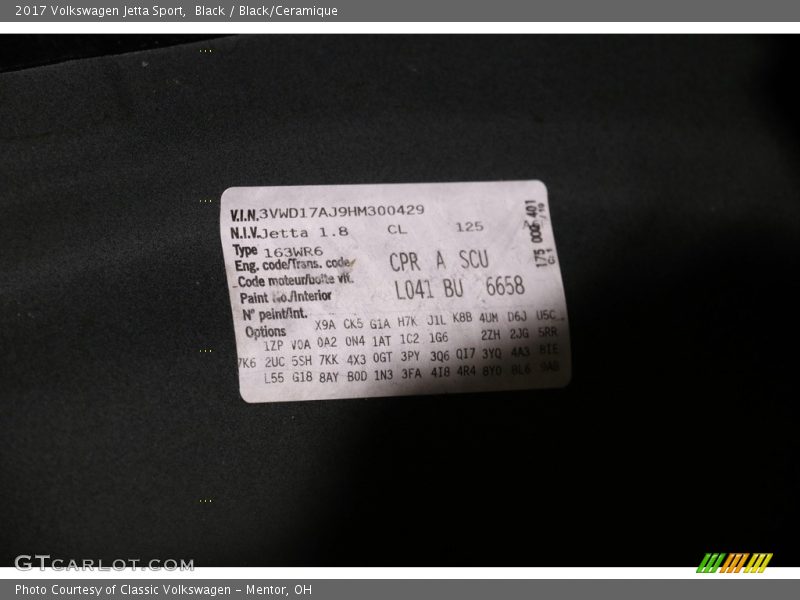 2017 Volkswagen Jetta Sport, Black / Black/Ceramique
V.I.N. 3VWD17AJ9HM300429
N.I.V. Jetta 1.8 CL 125
Type 163WR6
Eng. code/Trans. code CPR A SCU
Code moteur/boîte vit.
Paint No./Interior L041 BU 6658
N° peint/int.
Options X9A CK5 G1A H7K J1L K8B 4UM D6J U5C
1ZP V0A 0A2 0N4 1AT 1C2 1G6 2ZH 2JG 5RR
7K6 2UC 5SH 7KK 4X3 0GT 3PY 3Q6 QI7 3YQ 4A3 8IE
L55 G18 8AY B0D 1N3 3FA 4I8 4R4 8Y0 8L6 9AB
GTCARLOT.COM
Photo Courtesy of Classic Volkswagen – Mentor, OH